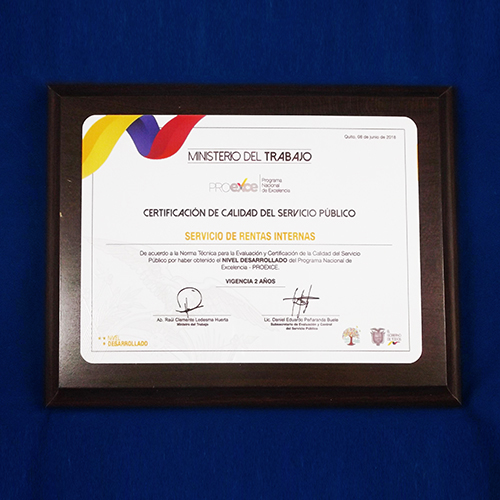 Quito, 08 de junio de 2018
MINISTERIO DEL TRABAJO
PROEXCE
Programa
Nacional
de Excelencia
CERTIFICACIÓN DE CALIDAD DEL SERVICIO PÚBLICO
SERVICIO DE RENTAS INTERNAS
De acuerdo a la Norma Técnica para la Evaluación y Certificación de la Calidad del Servicio
Público por haber obtenido el NIVEL DESARROLLADO del Programa Nacional de
Excelencia - PROEXCE.
VIGENCIA 2 AÑOS
Ab. Raúl Clemente Ledesma Huerta
Ministro del Trabajo
Lic. Daniel Eduardo Peñaranda Buele
Subsecretario de Evaluación y Control
del Servicio Público
NIVEL
DESARROLLADO